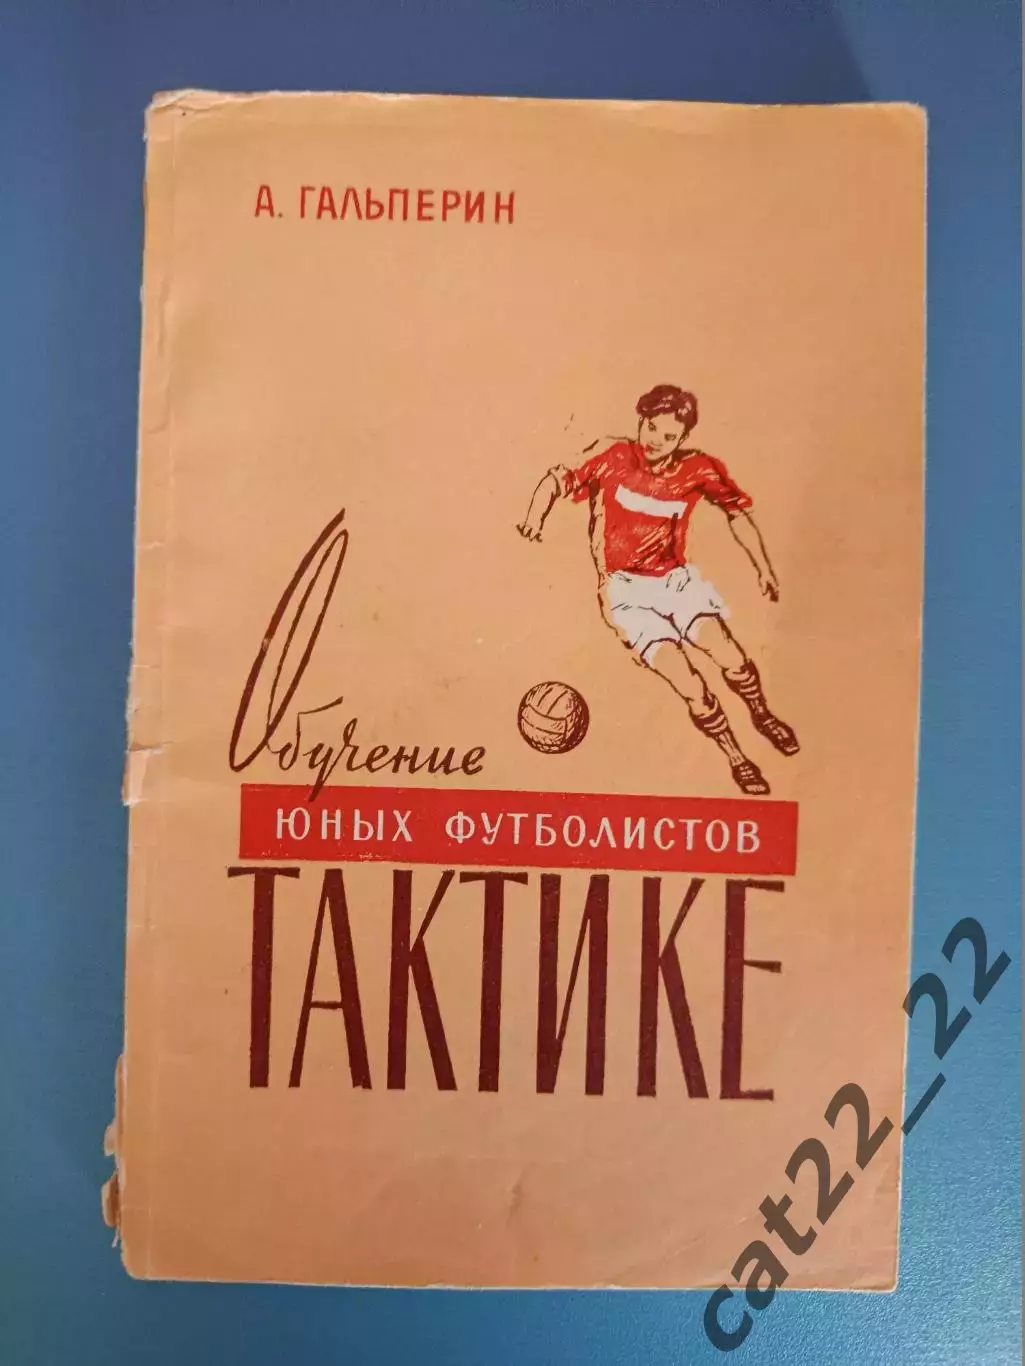 А. ГАЛЬПЕРИН
Обучение
ЮНЫХ ФУТБОЛИСТОВ
ТАКТИКЕ
cat22_22